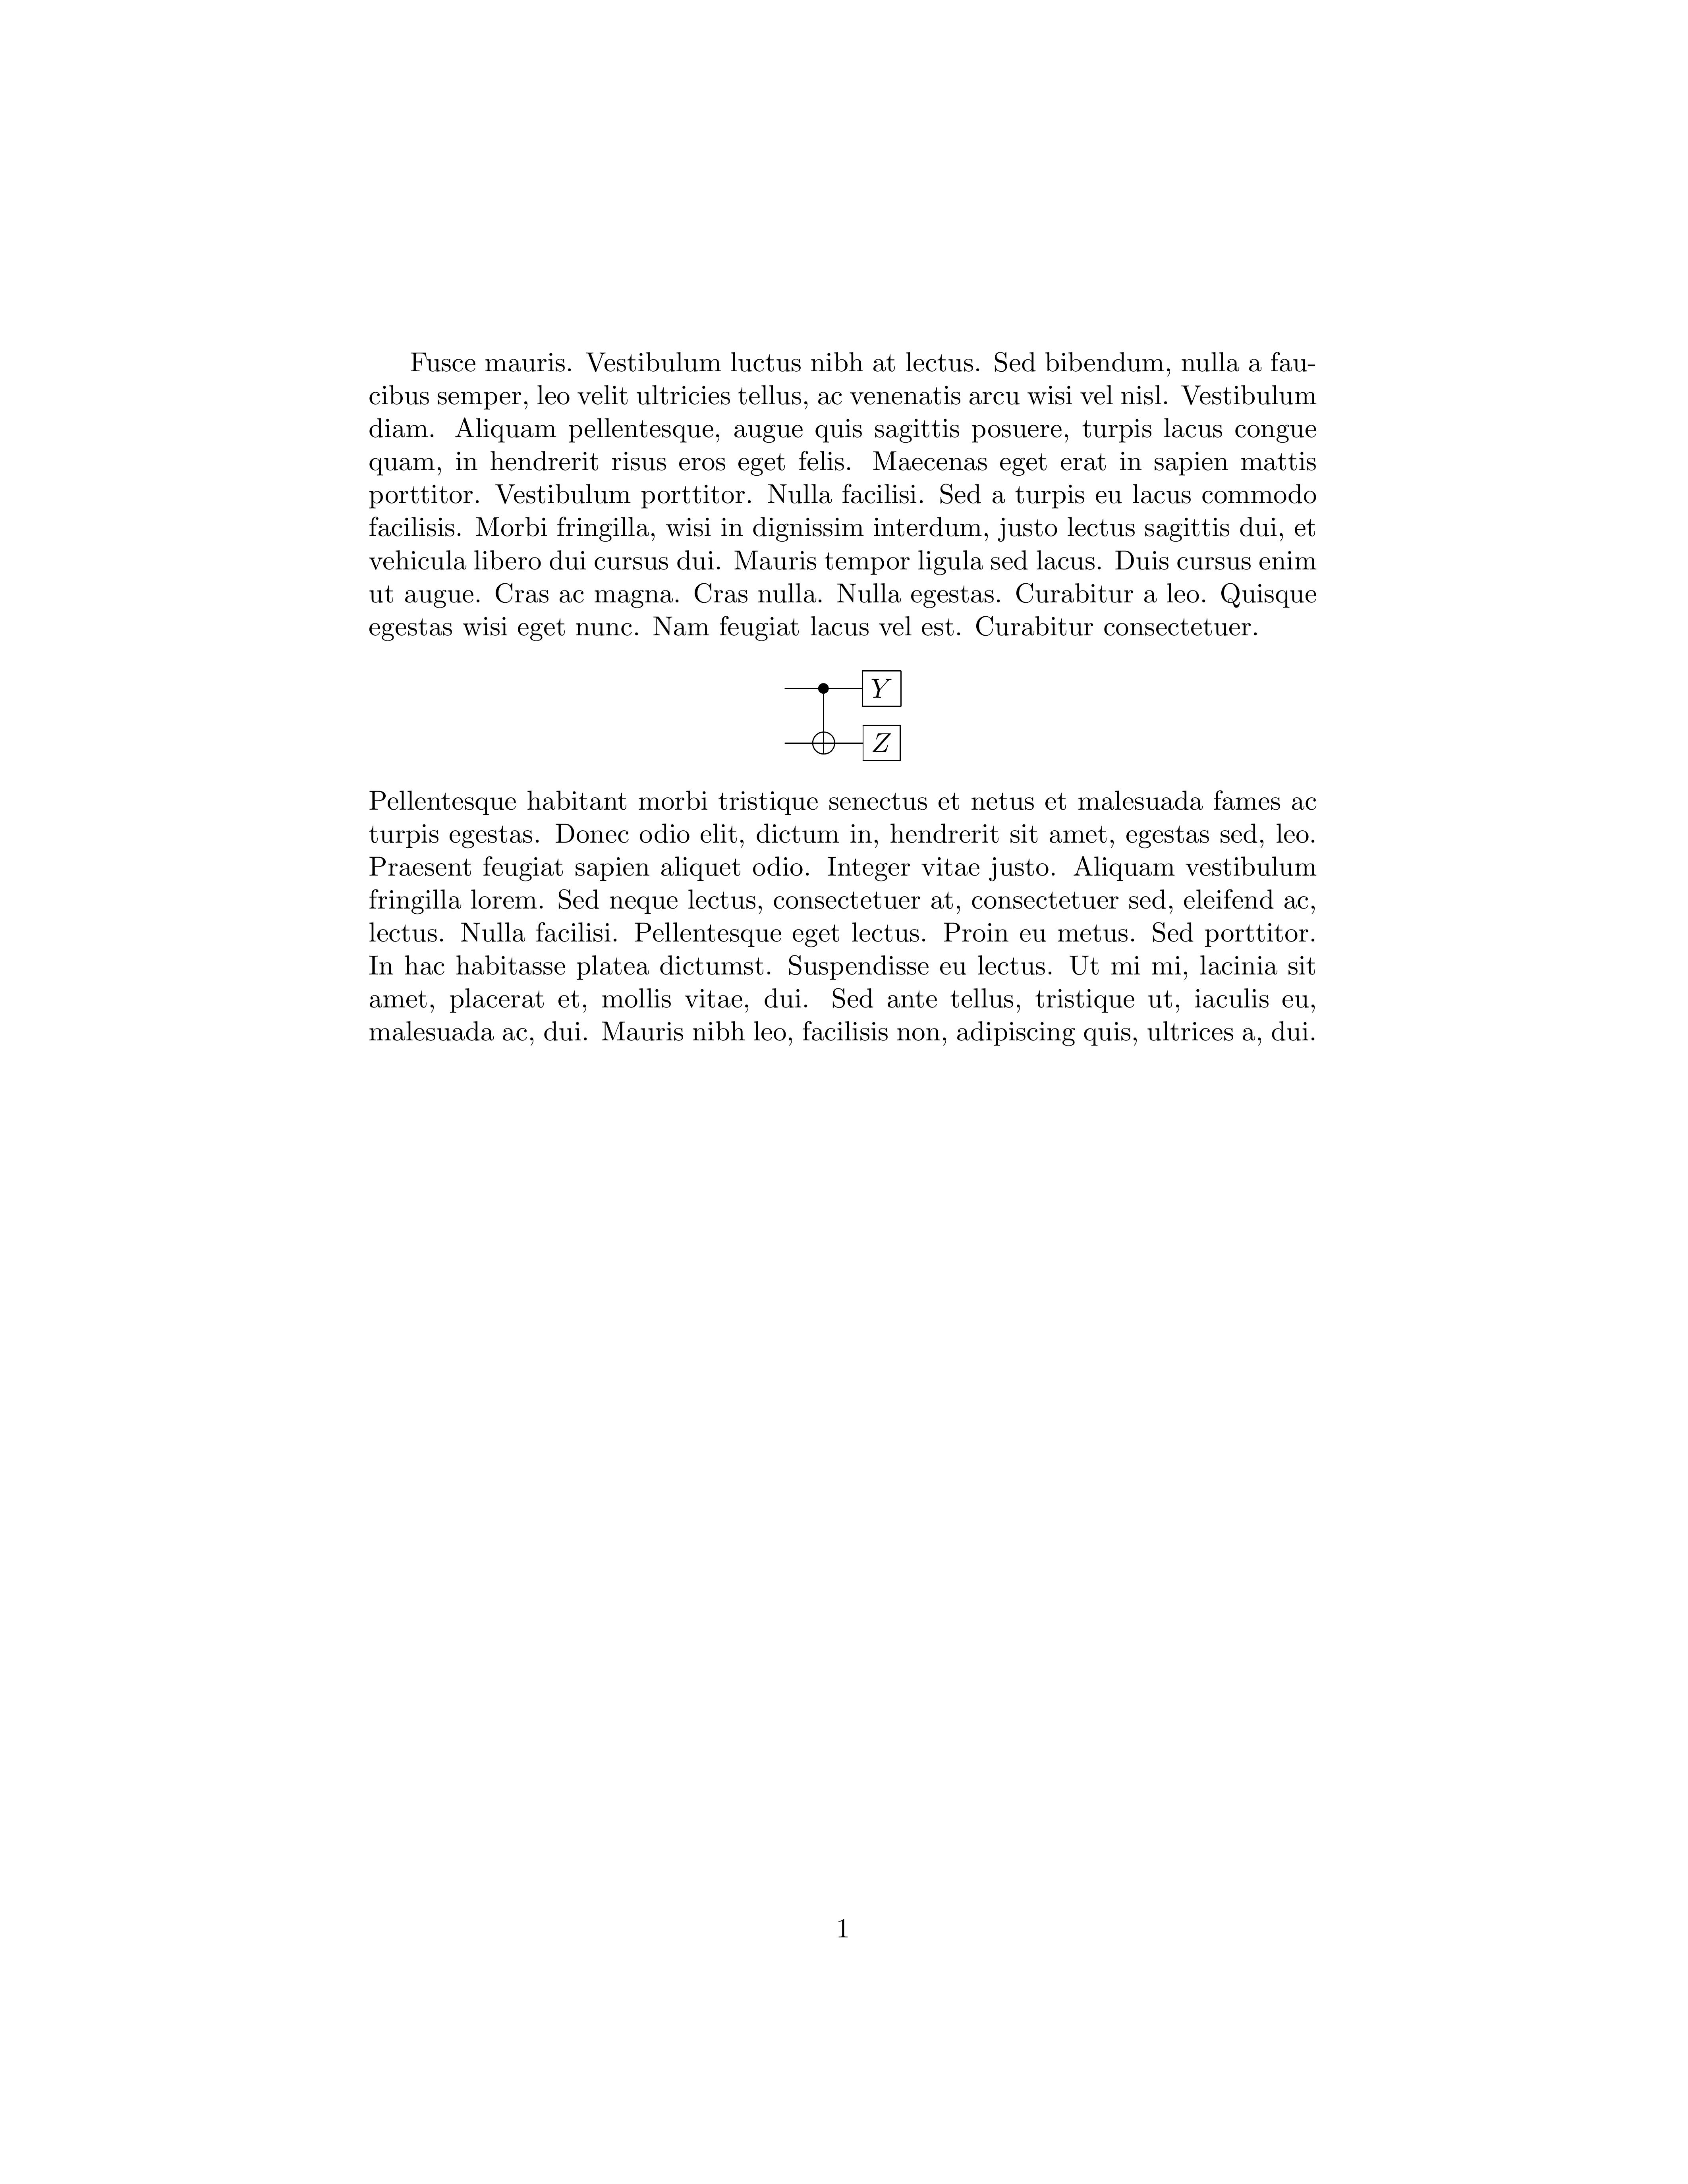 Fusce mauris. Vestibulum luctus nibh at lectus. Sed bibendum, nulla a fau-
cibus semper, leo velit ultricies tellus, ac venenatis arcu wisi vel nisl. Vestibulum
diam. Aliquam pellentesque, augue quis sagittis posuere, turpis lacus congue
quam, in hendrerit risus eros eget felis. Maecenas eget erat in sapien mattis
porttitor. Vestibulum porttitor. Nulla facilisi. Sed a turpis eu lacus commodo
facilisis. Morbi fringilla, wisi in dignissim interdum, justo lectus sagittis dui, et
vehicula libero dui cursus dui. Mauris tempor ligula sed lacus. Duis cursus enim
ut augue. Cras ac magna. Cras nulla. Nulla egestas. Curabitur a leo. Quisque
egestas wisi eget nunc. Nam feugiat lacus vel est. Curabitur consectetuer.
Y
Z
Pellentesque habitant morbi tristique senectus et netus et malesuada fames ac
turpis egestas. Donec odio elit, dictum in, hendrerit sit amet, egestas sed, leo.
Praesent feugiat sapien aliquet odio. Integer vitae justo. Aliquam vestibulum
fringilla lorem. Sed neque lectus, consectetuer at, consectetuer sed, eleifend ac,
lectus. Nulla facilisi. Pellentesque eget lectus. Proin eu metus. Sed porttitor.
In hac habitasse platea dictumst. Suspendisse eu lectus. Ut mi mi, lacinia sit
amet, placerat et, mollis vitae, dui. Sed ante tellus, tristique ut, iaculis eu,
malesuada ac, dui. Mauris nibh leo, facilisis non, adipiscing quis, ultrices a, dui.
1